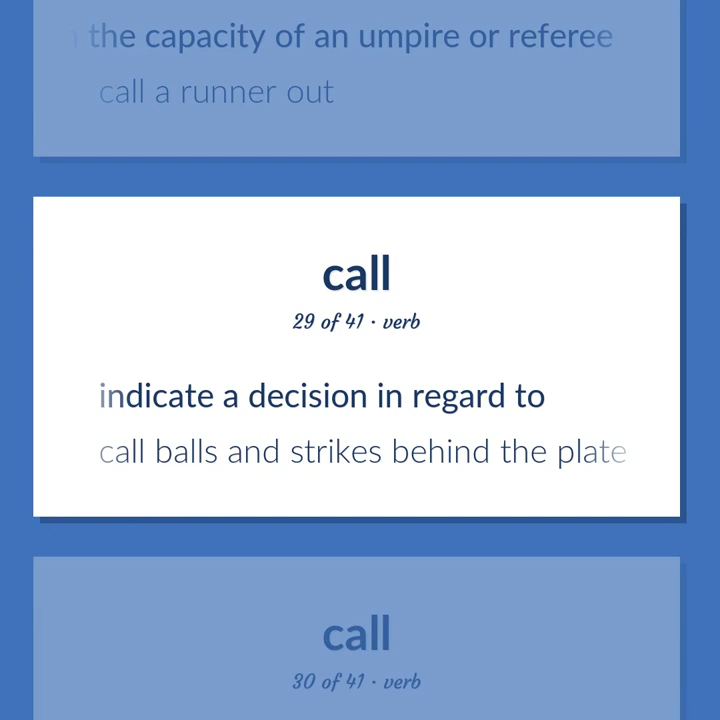 the capacity of an umpire or referee
call a runner out
call
29 of 41 · verb
indicate a decision in regard to
call balls and strikes behind the plate
call
30 of 41 · verb